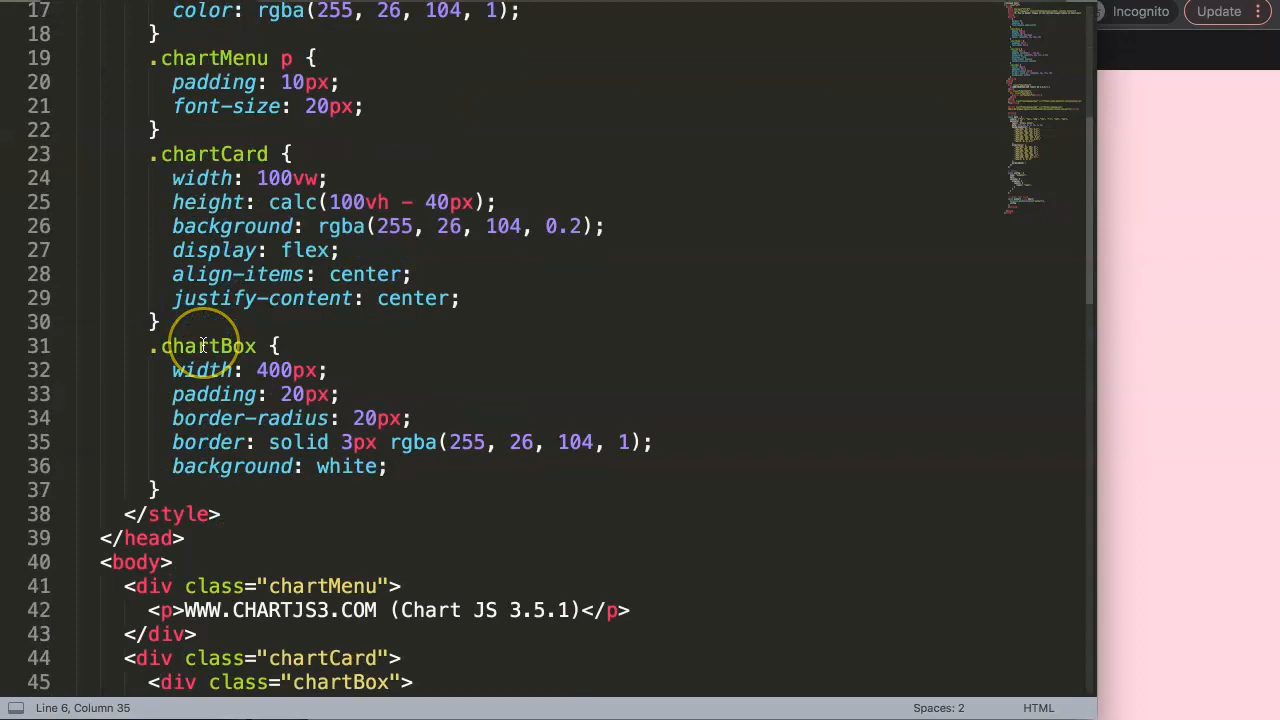 17 color: rgba(255, 26, 104, 1);
18 }
19 .chartMenu p {
20 padding: 10px;
21 font-size: 20px;
22 }
23 .chartCard {
24 width: 100vw;
25 height: calc(100vh - 40px);
26 background: rgba(255, 26, 104, 0.2);
27 display: flex;
28 align-items: center;
29 justify-content: center;
30 }
31 .chartBox {
32 width: 400px;
33 padding: 20px;
34 border-radius: 20px;
35 border: solid 3px rgba(255, 26, 104, 1);
36 background: white;
37 }
38 </style>
39 </head>
40 <body>
41 <div class="chartMenu">
42 <p>WWW.CHARTJS3.COM (Chart JS 3.5.1)</p>
43 </div>
44 <div class="chartCard">
45 <div class="chartBox">
Incognito Update
Line 6, Column 35 Spaces: 2 HTML